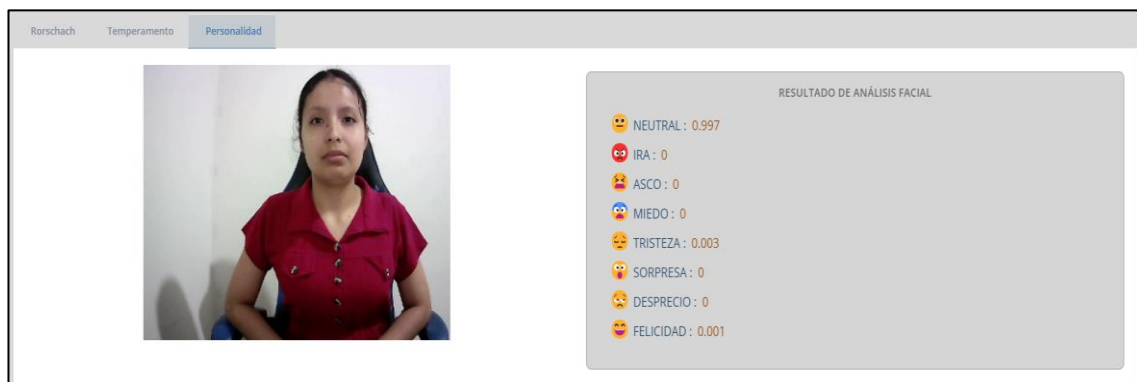 Rorschach Temperamento Personalidad
RESULTADO DE ANÁLISIS FACIAL
NEUTRAL : 0.997
IRA : 0
ASCO : 0
MIEDO : 0
TRISTEZA : 0.003
SORPRESA : 0
DESPRECIO : 0
FELICIDAD : 0.001